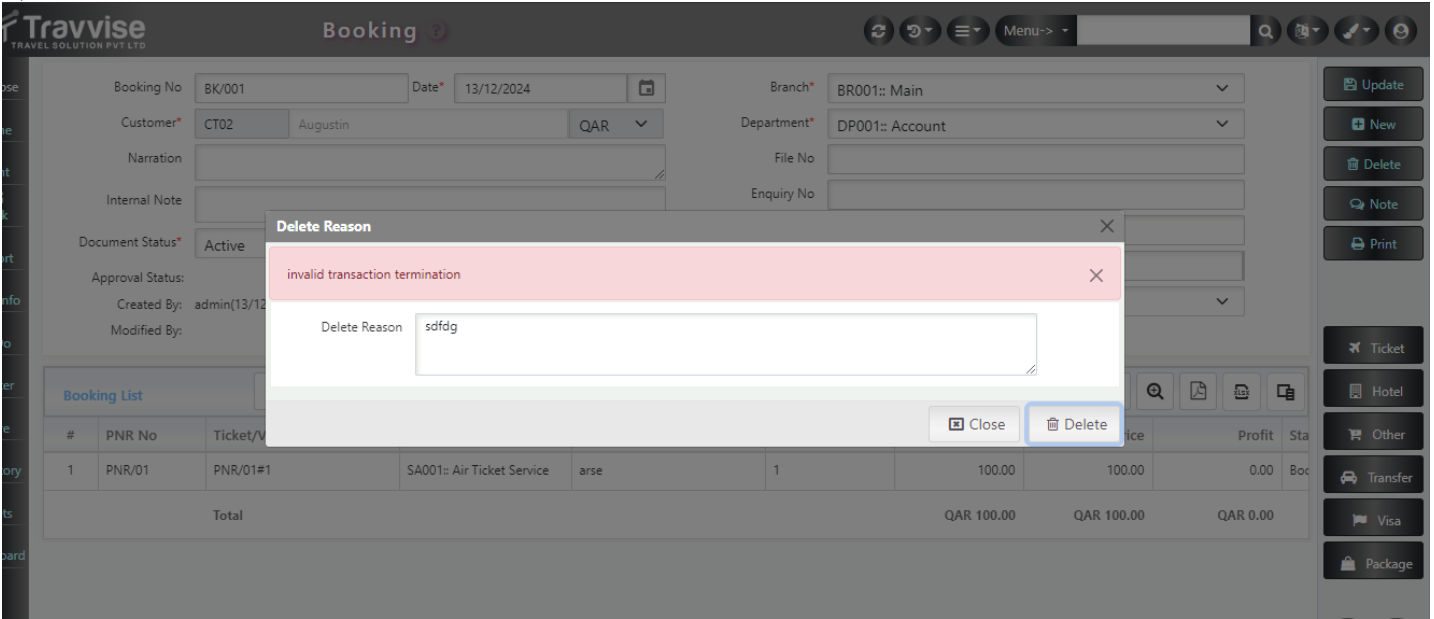 Travvise
TRAVEL SOLUTION PVT LTD
Booking ?
Menu->
Booking No BK/001 Date* 13/12/2024 Branch* BR001:: Main
Customer* CT02 Augustin QAR Department* DP001:: Account
Narration File No
Internal Note Enquiry No
Document Status* Active
Approval Status:
Created By: admin(13/12
Modified By:
Update
New
Delete
Note
Print
Delete Reason
invalid transaction termination
Delete Reason sdfdg
Close Delete
Booking List
# PNR No Ticket/V ice Profit Sta
1 PNR/01 PNR/01#1 SA001:: Air Ticket Service arse 1 100.00 100.00 0.00 Boo
Total QAR 100.00 QAR 100.00 QAR 0.00
Ticket
Hotel
Other
Transfer
Visa
Package